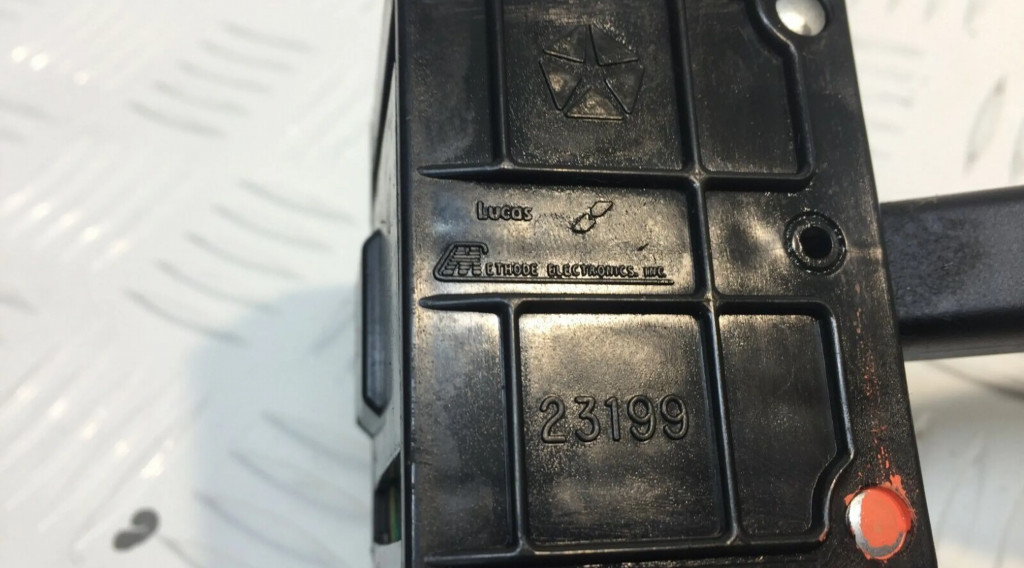 Lucas
METHODE ELECTRONICS. INC.
23199